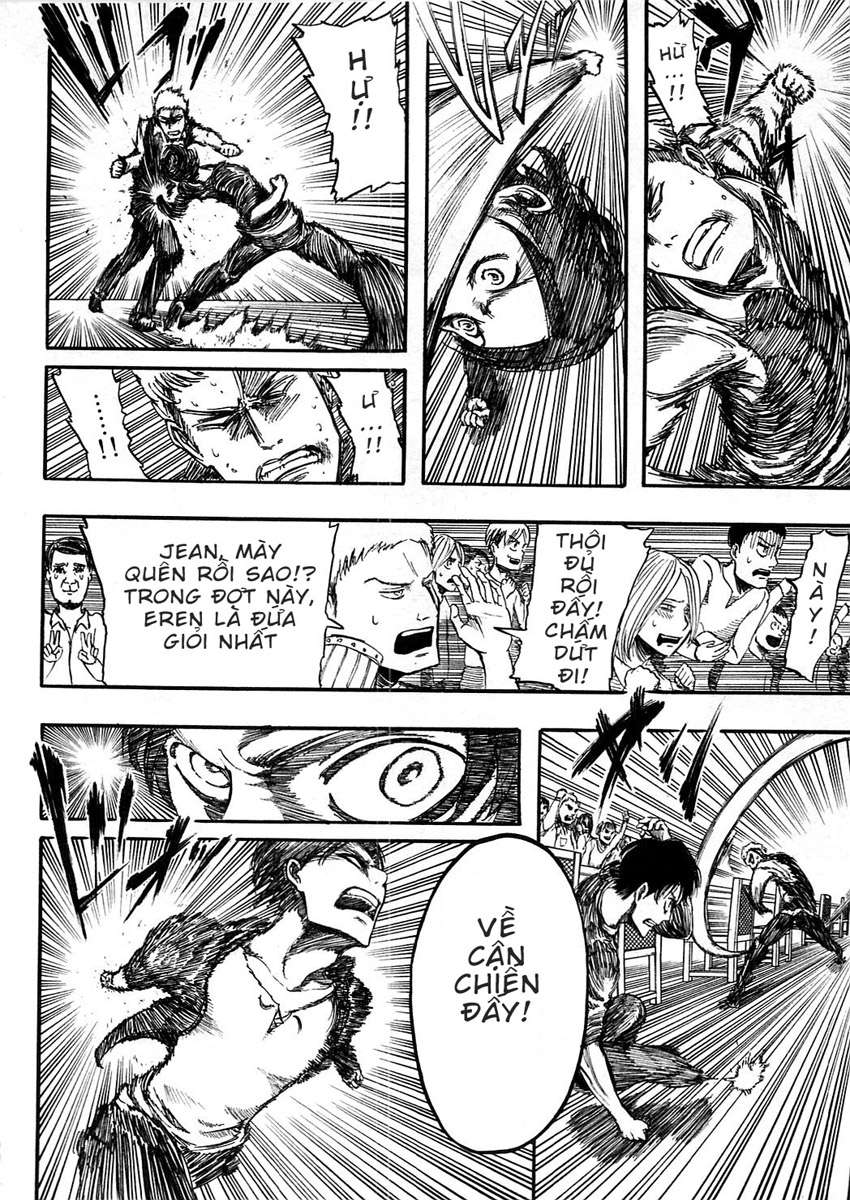 HỪ
...!!
HỰ!!
Ư
...!!
......!!
NÀY!
THÔI
ĐỦ
RỒI
ĐẤY!
CHẤM
DỨT
ĐI!
JEAN, MÀY
QUÊN RỒI SAO!?
TRONG ĐỢT NÀY,
EREN LÀ ĐỨA
GIỎI NHẤT
VỀ
CẬN
CHIẾN
ĐẤY!